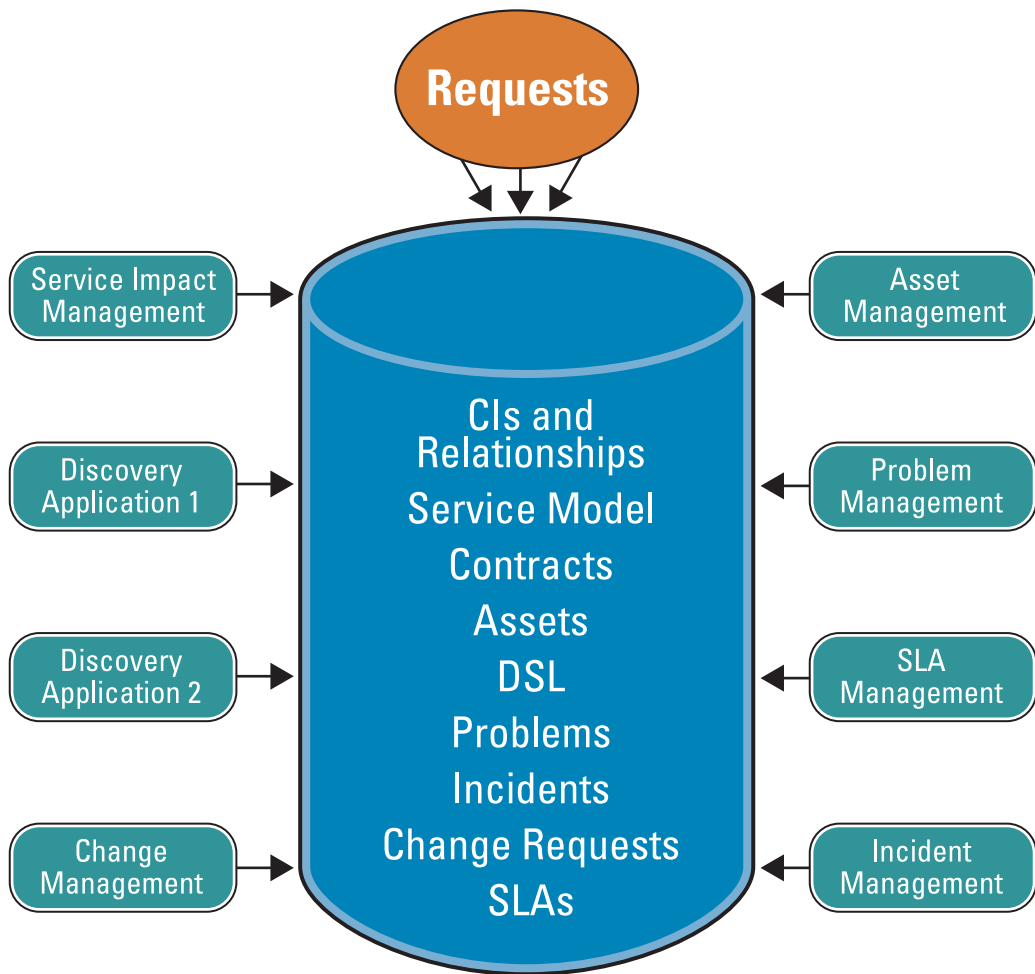 Requests
Service Impact
Management
Asset
Management
CIs and
Relationships
Discovery
Application 1
Problem
Management
Service Model
Contracts
Assets
Discovery
Application 2
SLA
Management
DSL
Problems
Incidents
Change
Management
Incident
Management
Change Requests
SLAs